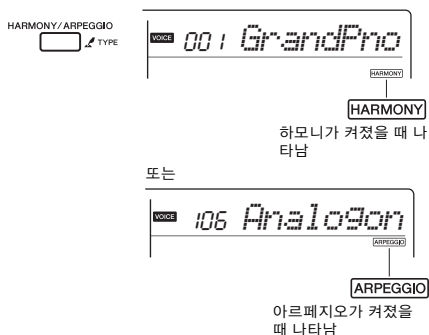 HARMONY/ARPEGGIO
TYPE
VOICE 001 GrandPno
HARMONY
HARMONY
하모니가 켜졌을 때 나
타남
또는
VOICE 106 Analogon
ARPEGGIO
ARPEGGIO
아르페지오가 켜졌을
때 나타남